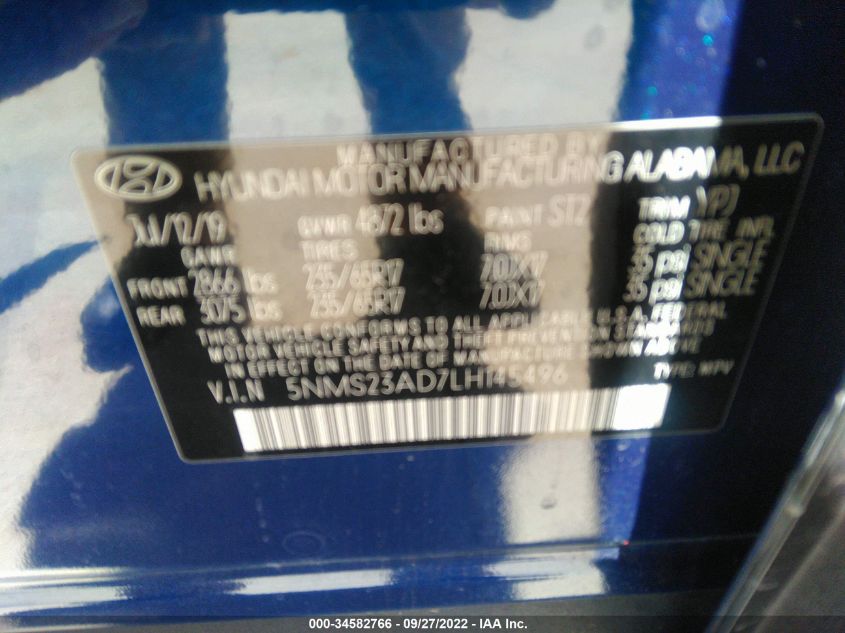 MANUFACTURED BY
HYUNDAI MOTOR MANUFACTURING ALABAMA, LLC
/12/19 GVWR 4872 lbs PAINT ST2 TRIM YPJ
GAWR TIRES RIMS COLD TIRE INFL
FRONT 2866 lbs 235/65R17 7.0JX17 35 psi SINGLE
REAR 3075 lbs 235/65R17 7.0JX17 35 psi SINGLE
THIS VEHICLE CONFORMS TO ALL APPLICABLE U.S.A. FEDERAL
MOTOR VEHICLE SAFETY AND THEFT PREVENTION STANDARDS
IN EFFECT ON THE DATE OF MANUFACTURE SHOWN ABOVE.
V.I.N 5NMS23AD7LH145496 TYPE: MPV
000-34582766 - 09/27/2022 - IAA Inc.